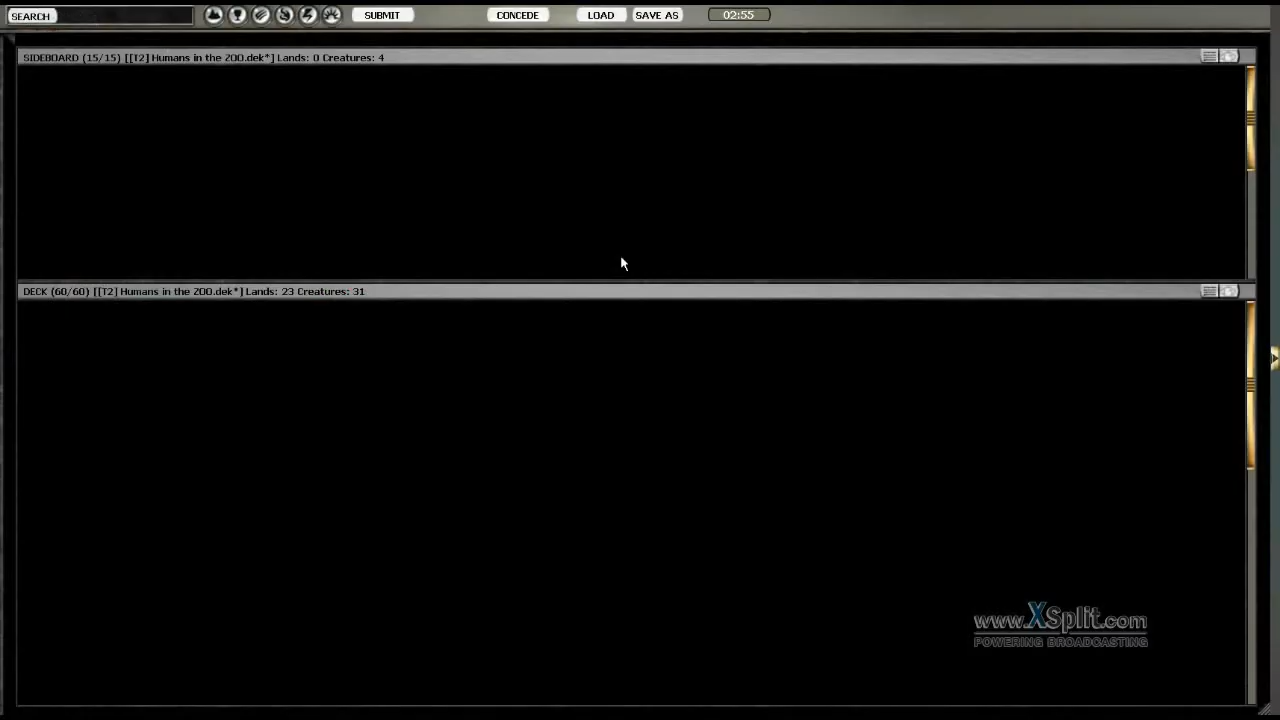 SEARCH SUBMIT CONCEDE LOAD SAVE AS 02:55
SIDEBOARD (15/15) [[T2] Humans in the ZOO.dek*] Lands: 0 Creatures: 4
DECK (60/60) [[T2] Humans in the ZOO.dek*] Lands: 23 Creatures: 31
www.XSplit.com
POWERING BROADCASTING